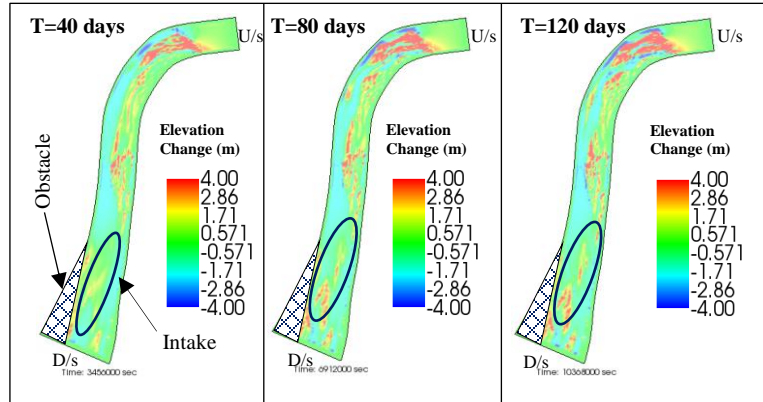 T=40 days
U/s
Elevation
Change (m)
4.00
2.86
1.71
0.571
-0.571
-1.71
-2.86
-4.00
Obstacle
Intake
D/s
Time: 3456000 sec
T=80 days
U/s
Elevation
Change (m)
4.00
2.86
1.71
0.571
-0.571
-1.71
-2.86
-4.00
D/s
Time: 6912000 sec
T=120 days
U/s
Elevation
Change (m)
4.00
2.86
1.71
0.571
-0.571
-1.71
-2.86
-4.00
D/s
Time: 10368000 sec